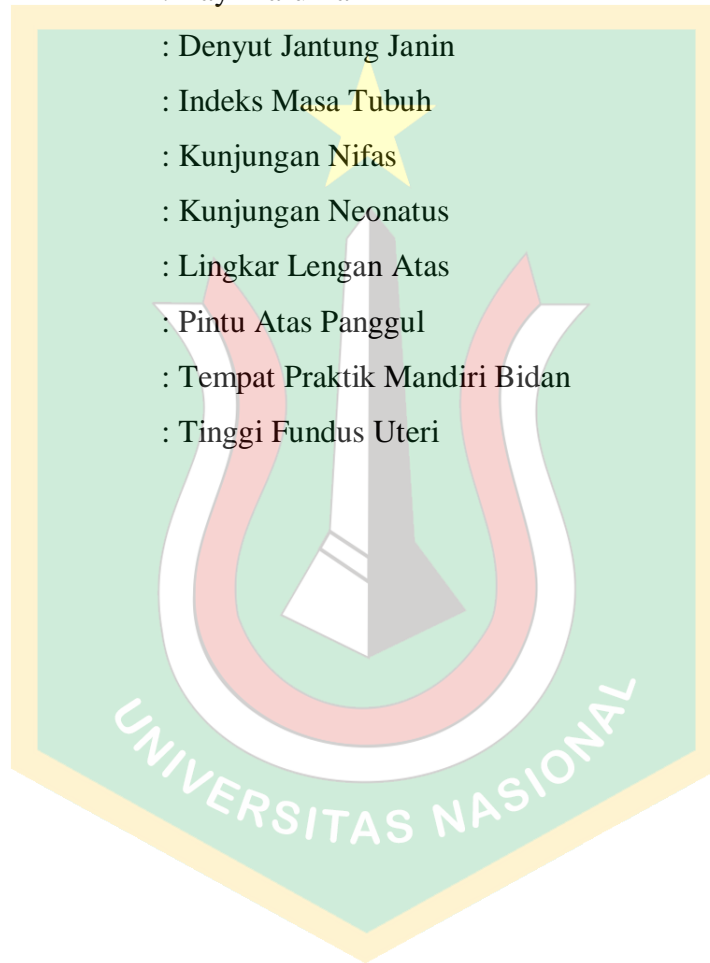 : Denyut Jantung Janin
: Indeks Masa Tubuh
: Kunjungan Nifas
: Kunjungan Neonatus
: Lingkar Lengan Atas
: Pintu Atas Panggul
: Tempat Praktik Mandiri Bidan
: Tinggi Fundus Uteri
UNIVERSITAS NASIONAL